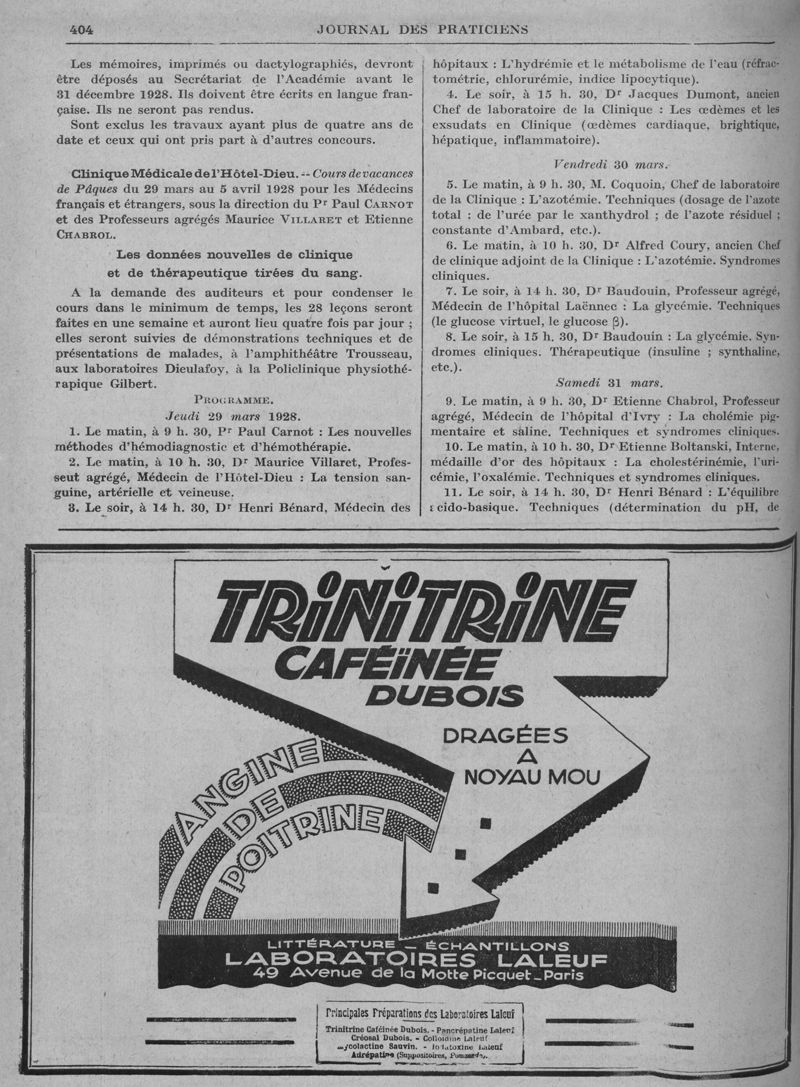 404
JOURNAL DES PRATICIENS
Les mémoires, imprimés ou dactylographiés, devront
être déposés au Secrétariat de l'Académie avant le
31 décembre 1928. Ils doivent être écrits en langue fran-
çaise. Ils ne seront pas rendus.
Sont exclus les travaux ayant plus de quatre ans de
date et ceux qui ont pris part à d'autres concours.
Clinique Médicale de l'Hôtel-Dieu. -- Cours de vacances
de Pâques du 29 mars au 5 avril 1928 pour les Médecins
français et étrangers, sous la direction du Pr Paul CARNOT
et des Professeurs agrégés Maurice VILLARET et Etienne
CHABROL.
Les données nouvelles de clinique
et de thérapeutique tirées du sang.
A la demande des auditeurs et pour condenser le
cours dans le minimum de temps, les 28 leçons seront
faites en une semaine et auront lieu quatre fois par jour ;
elles seront suivies de démonstrations techniques et de
présentations de malades, à l'amphithéâtre Trousseau,
aux laboratoires Dieulafoy, à la Policlinique physiothé-
rapique Gilbert.
PROGRAMME.
Jeudi 29 mars 1928.
1. Le matin, à 9 h. 30, Pr Paul Carnot : Les nouvelles
méthodes d'hémodiagnostic et d'hémothérapie.
2. Le matin, à 10 h. 30, Dr Maurice Villaret, Profes-
seut agrégé, Médecin de l'Hôtel-Dieu : La tension san-
guine, artérielle et veineuse.
3. Le soir, à 14 h. 30, Dr Henri Bénard, Médecin des
hôpitaux : L'hydrémie et le métabolisme de l'eau (réfrac-
tométrie, chlorurémie, indice lipocytique).
4. Le soir, à 15 h. 30, Dr Jacques Dumont, ancien
Chef de laboratoire de la Clinique : Les œdèmes et les
exsudats en Clinique (œdèmes cardiaque, brightique,
hépatique, inflammatoire).
Vendredi 30 mars.
5. Le matin, à 9 h. 30, M. Coquoin, Chef de laboratoire
de la Clinique : L'azotémie. Techniques (dosage de l'azote
total : de l'urée par le xanthydrol ; de l'azote résiduel ;
constante d'Ambard, etc.).
6. Le matin, à 10 h. 30, Dr Alfred Coury, ancien Chef
de clinique adjoint de la Clinique : L'azotémie. Syndromes
cliniques.
7. Le soir, à 14 h. 30, Dr Baudouin, Professeur agrégé,
Médecin de l'hôpital Laënnec : La glycémie. Techniques
(le glucose virtuel, le glucose β).
8. Le soir, à 15 h. 30, Dr Baudouin : La glycémie. Syn-
dromes cliniques. Thérapeutique (insuline ; synthaline,
etc.).
Samedi 31 mars.
9. Le matin, à 9 h. 30, Dr Etienne Chabrol, Professeur
agrégé, Médecin de l'hôpital d'Ivry : La cholémie pig-
mentaire et saline. Techniques et syndromes cliniques.
10. Le matin, à 10 h. 30, Dr Etienne Boltanski, Interne,
médaille d'or des hôpitaux : La cholestérinémie, l'uri-
cémie, l'oxalémie. Techniques et syndromes cliniques.
11. Le soir, à 14 h. 30, Dr Henri Bénard : L'équilibre
cido-basique. Techniques (détermination du pH, de
TRINITRINE
CAFÉINÉE
DUBOIS
DRAGÉES
A
NOYAU MOU
ANGINE
DE
POITRINE
LITTÉRATURE _ ÉCHANTILLONS
LABORATOIRES LALEUF
49 Avenue de la Motte Picquet _ Paris
Principales Préparations des Laboratoires Laleuf
Trinitrine Caféinée Dubois. - Pancrépatine Laleuf
Créosal Dubois. - Colloïdine Laleuf
Sauvin. - Laleuf
Adrépatine (Suppositoires,